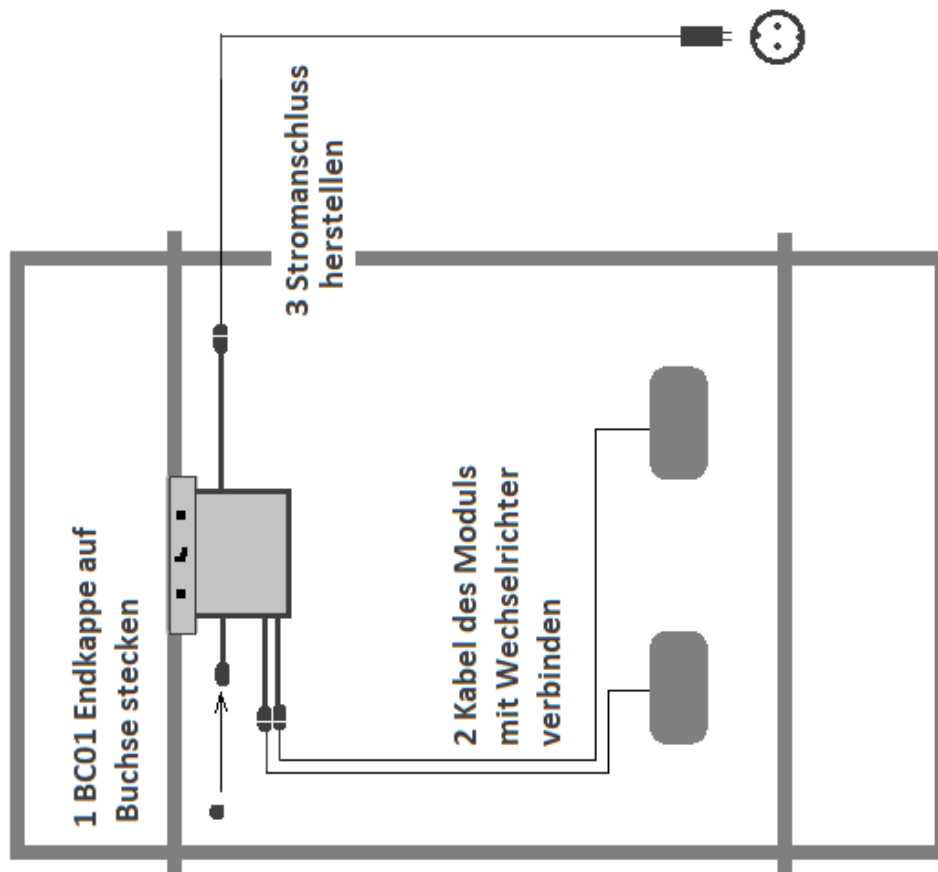 1 BC01 Endkappe auf
Buchse stecken
2 Kabel des Moduls
mit Wechselrichter
verbinden
3 Stromanschluss
herstellen